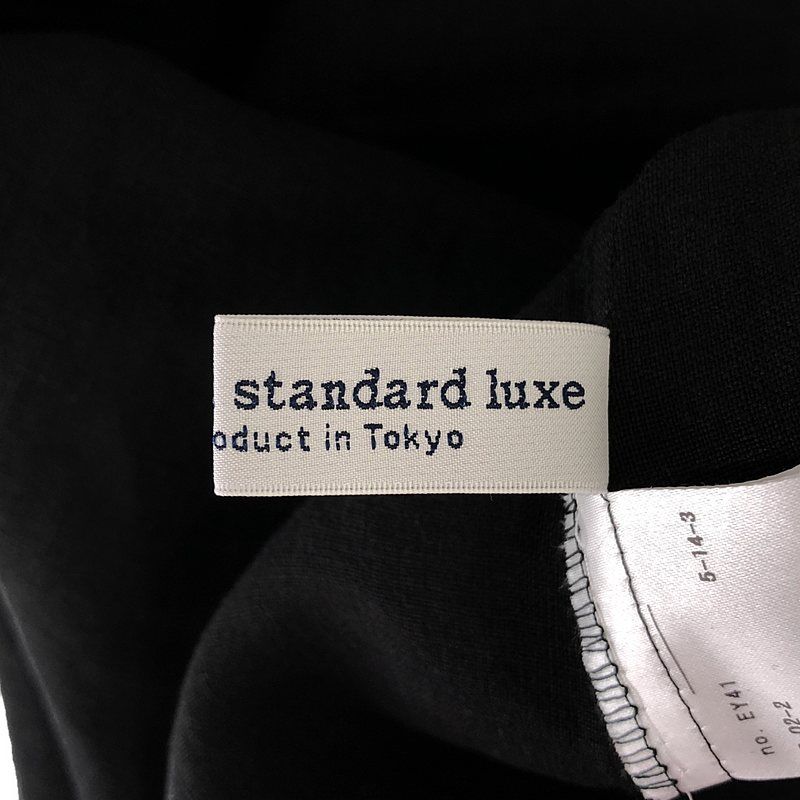 standard luxe
oduct in Tokyo
5-14-3
no. EY41
02-2